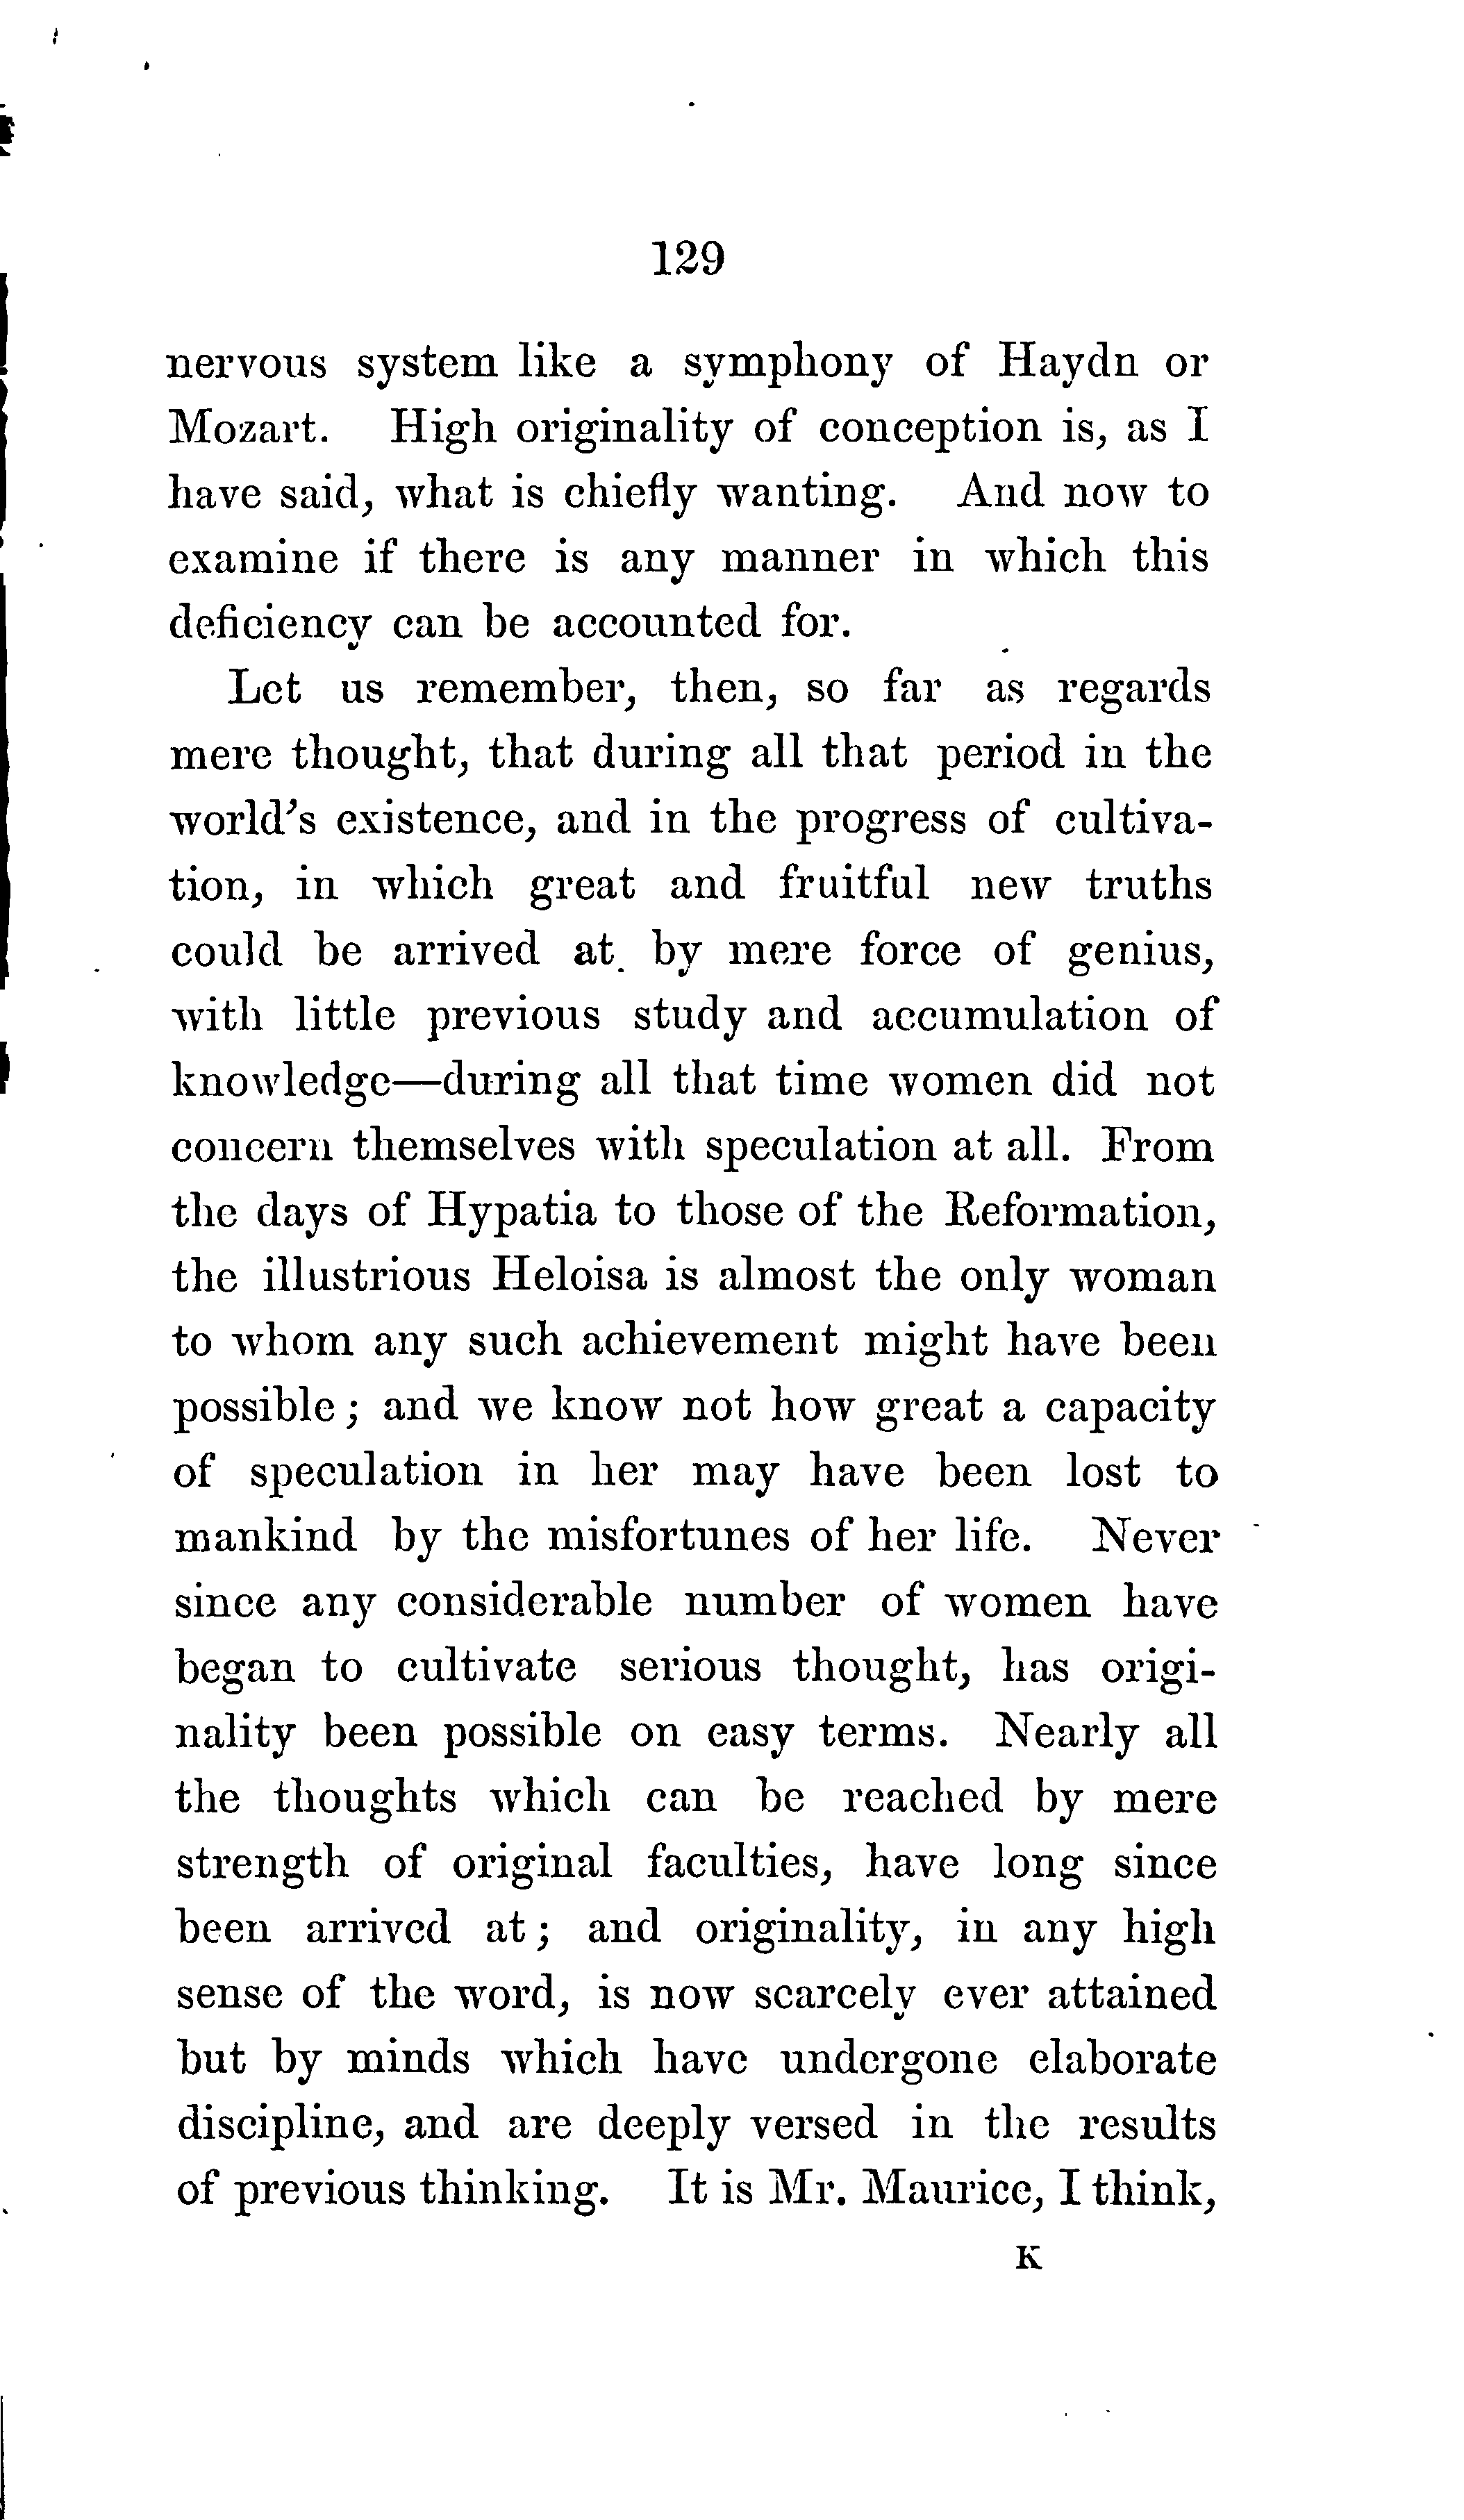 129
nervous system like a symphony of Haydn or
Mozart. High originality of conception is, as I
have said, what is chiefly wanting. And now to
examine if there is any manner in which this
deficiency can be accounted for.
Let us remember, then, so far as regards
mere thought, that during all that period in the
world's existence, and in the progress of cultiva-
tion, in which great and fruitful new truths
could be arrived at by mere force of genius,
with little previous study and accumulation of
knowledge—during all that time women did not
concern themselves with speculation at all. From
the days of Hypatia to those of the Reformation,
the illustrious Heloisa is almost the only woman
to whom any such achievement might have been
possible; and we know not how great a capacity
of speculation in her may have been lost to
mankind by the misfortunes of her life. Never
since any considerable number of women have
began to cultivate serious thought, has origi-
nality been possible on easy terms. Nearly all
the thoughts which can be reached by mere
strength of original faculties, have long since
been arrived at; and originality, in any high
sense of the word, is now scarcely ever attained
but by minds which have undergone elaborate
discipline, and are deeply versed in the results
of previous thinking. It is Mr. Maurice, I think,
K